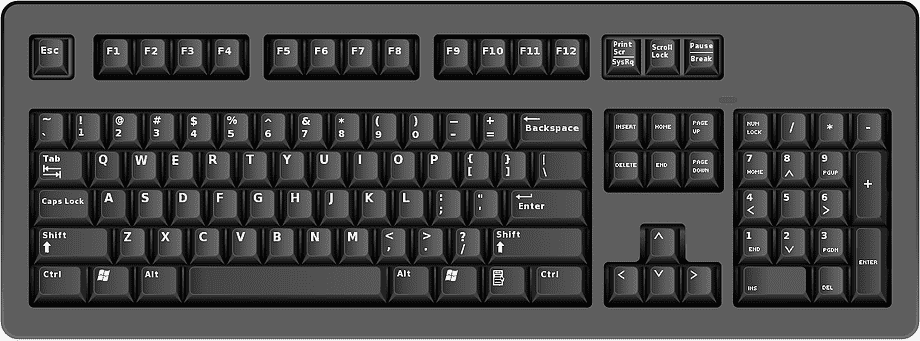 Esc F1 F2 F3 F4 F5 F6 F7 F8 F9 F10 F11 F12 Print Scr SysRq Scroll Lock Pause Break
~ ` ! 1 @ 2 # 3 $ 4 % 5 ^ 6 & 7 * 8 ( 9 ) 0 _ - + = Backspace INSERT HOME PAGE UP NUM LOCK / * -
Tab Q W E R T Y U I O P { [ } ] | \ DELETE END PAGE DOWN 7 HOME 8 9 PGUP +
Caps Lock A S D F G H J K L : ; " ' Enter 4 5 6
Shift Z X C V B N M < , > . ? / Shift 1 END 2 3 PGDN ENTER
Ctrl Alt Alt Ctrl INS DEL